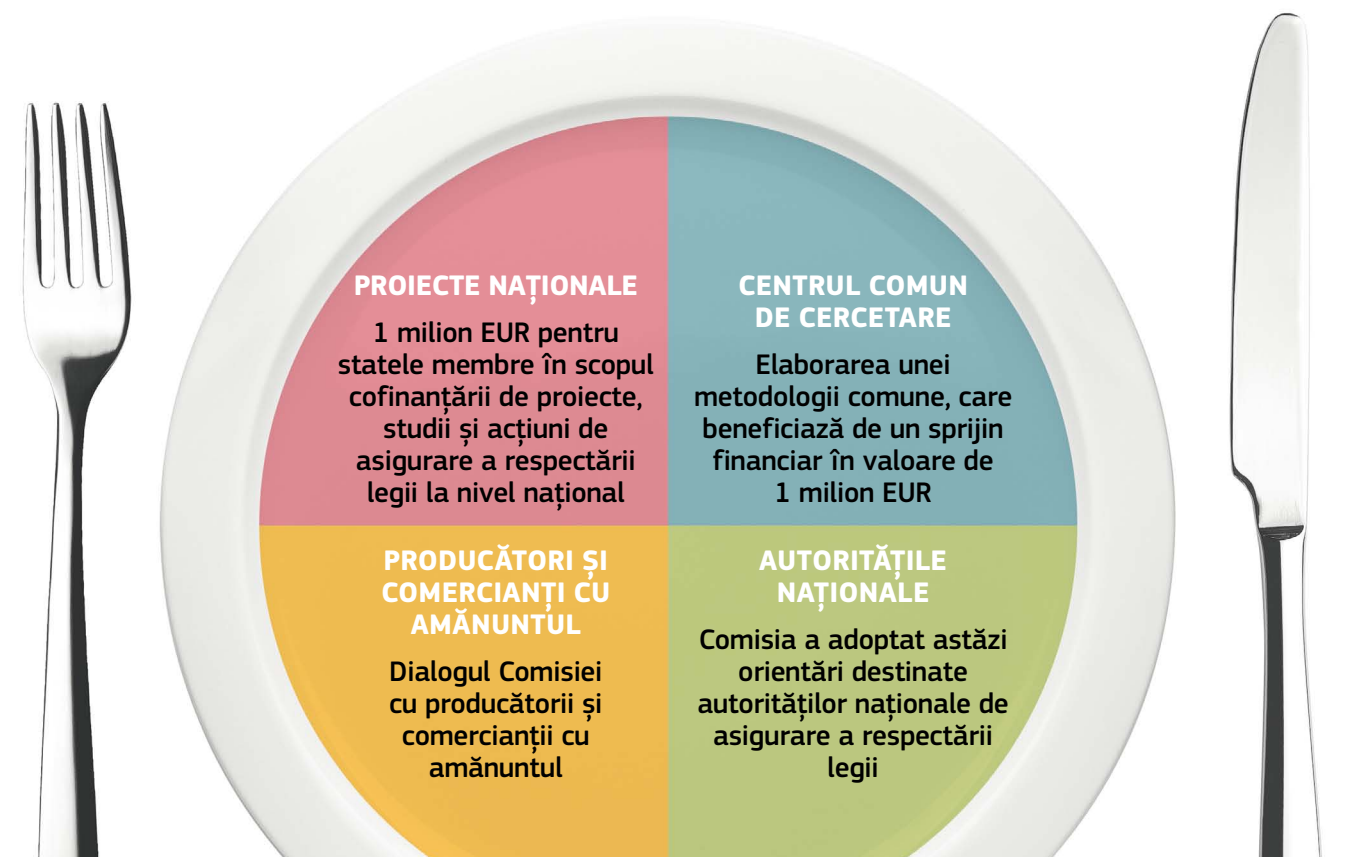 PROIECTE NAȚIONALE
1 milion EUR pentru
statele membre în scopul
cofinanțării de proiecte,
studii și acțiuni de
asigurare a respectării
legii la nivel național
CENTRUL COMUN
DE CERCETARE
Elaborarea unei
metodologii comune, care
beneficiază de un sprijin
financiar în valoare de
1 milion EUR
PRODUCĂTORI ȘI
COMERCIANȚI CU
AMĂNUNTUL
Dialogul Comisiei
cu producătorii și
comercianții cu
amănuntul
AUTORITĂȚILE
NAȚIONALE
Comisia a adoptat astăzi
orientări destinate
autorităților naționale de
asigurare a respectării
legii